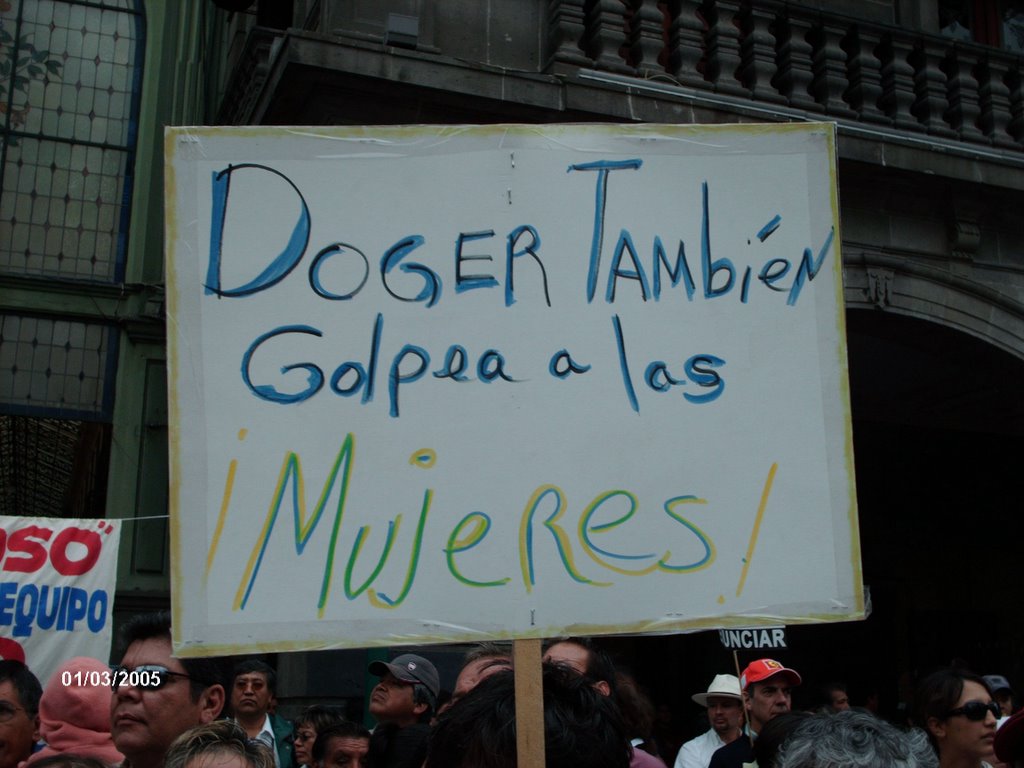 DOGER TAMbiéN
Golpea a las
¡MujeRes!
OSO"
EQUIPO
UNCIAR
01/03/2005